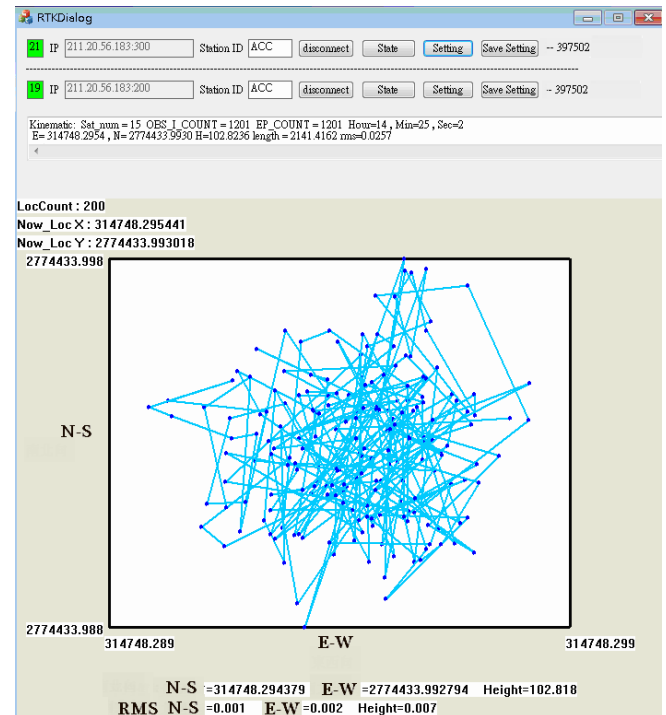 RTKDialog
21 IP 211.20.56.183:300 Station ID ACC disconnect State Setting Save Setting -- 397502
19 IP 211.20.56.183:200 Station ID ACC disconnect State Setting Save Setting -- 397502
Kinematic: Sat_num = 15 OBS_I_COUNT = 1201 EP_COUNT = 1201 Hour=14 , Min=25 , Sec=2
E= 314748.2954 , N= 2774433.9930 H=102.8236 length = 2141.4162 rms=0.0257
LocCount : 200
Now_Loc X : 314748.295441
Now_Loc Y : 2774433.993018
2774433.998
N-S
2774433.988
314748.289 E-W 314748.299
N-S =314748.294379 E-W =2774433.992794 Height=102.818
RMS N-S =0.001 E-W =0.002 Height=0.007